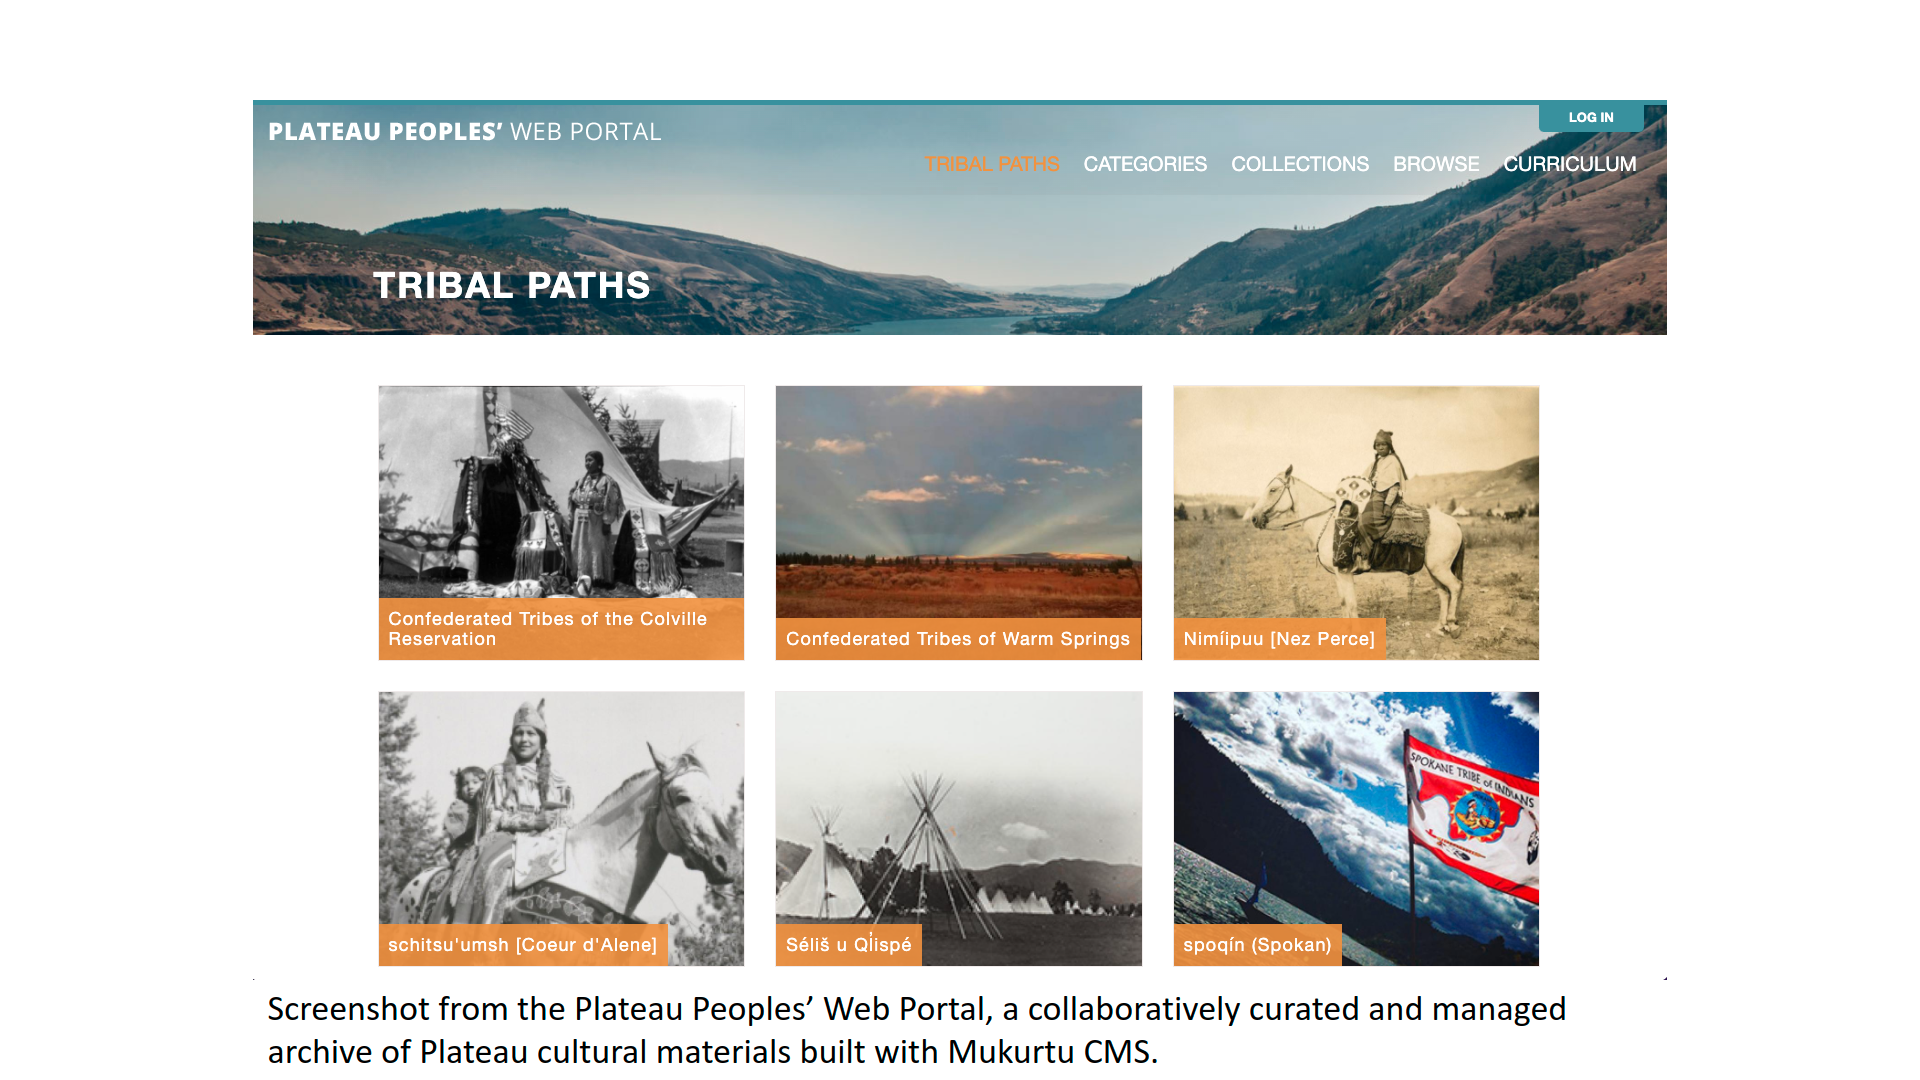 PLATEAU PEOPLES’ WEB PORTAL
LOG IN
TRIBAL PATHS CATEGORIES COLLECTIONS BROWSE CURRICULUM
TRIBAL PATHS
Confederated Tribes of the Colville
Reservation
Confederated Tribes of Warm Springs
Nimíipuu [Nez Perce]
SPOKANE TRIBE of INDIANS
schitsu'umsh [Coeur d'Alene]
Séliš u Ql̓ispé
spoqín (Spokan)
Screenshot from the Plateau Peoples’ Web Portal, a collaboratively curated and managed
archive of Plateau cultural materials built with Mukurtu CMS.